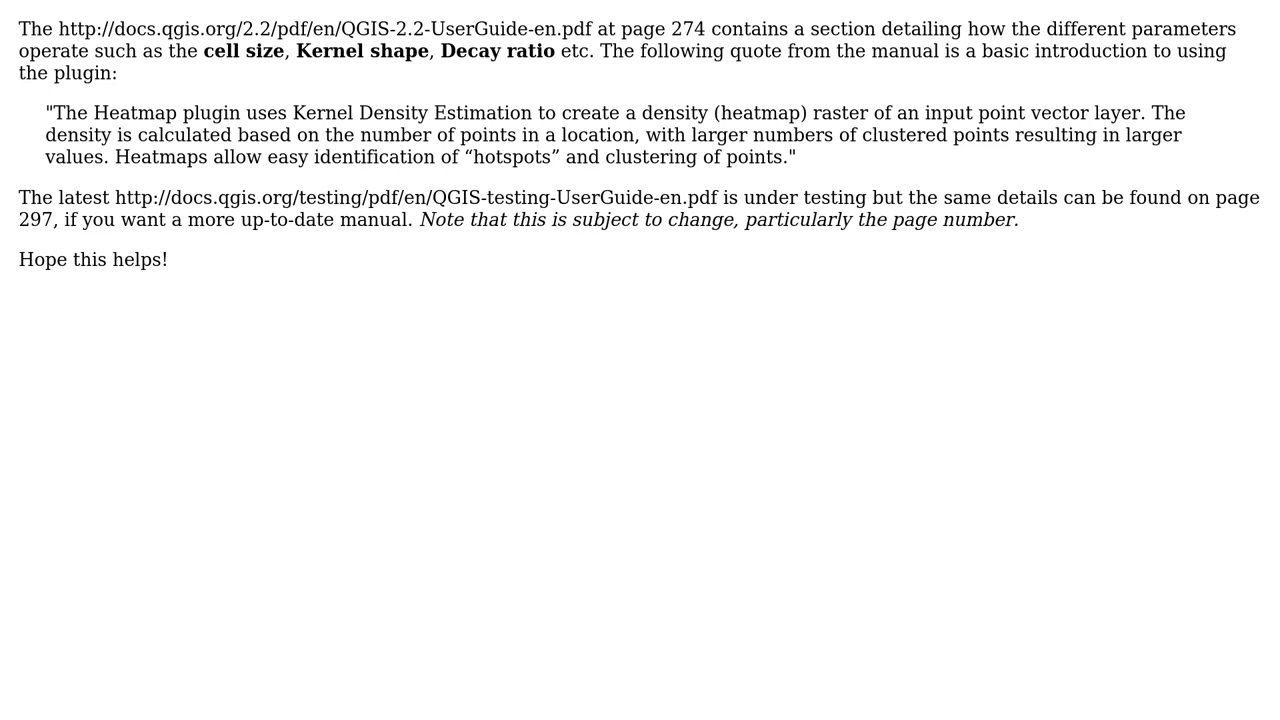 The http://docs.qgis.org/2.2/pdf/en/QGIS-2.2-UserGuide-en.pdf at page 274 contains a section detailing how the different parameters
operate such as the cell size, Kernel shape, Decay ratio etc. The following quote from the manual is a basic introduction to using
the plugin:
"The Heatmap plugin uses Kernel Density Estimation to create a density (heatmap) raster of an input point vector layer. The
density is calculated based on the number of points in a location, with larger numbers of clustered points resulting in larger
values. Heatmaps allow easy identification of “hotspots” and clustering of points."
The latest http://docs.qgis.org/testing/pdf/en/QGIS-testing-UserGuide-en.pdf is under testing but the same details can be found on page
297, if you want a more up-to-date manual. Note that this is subject to change, particularly the page number.
Hope this helps!